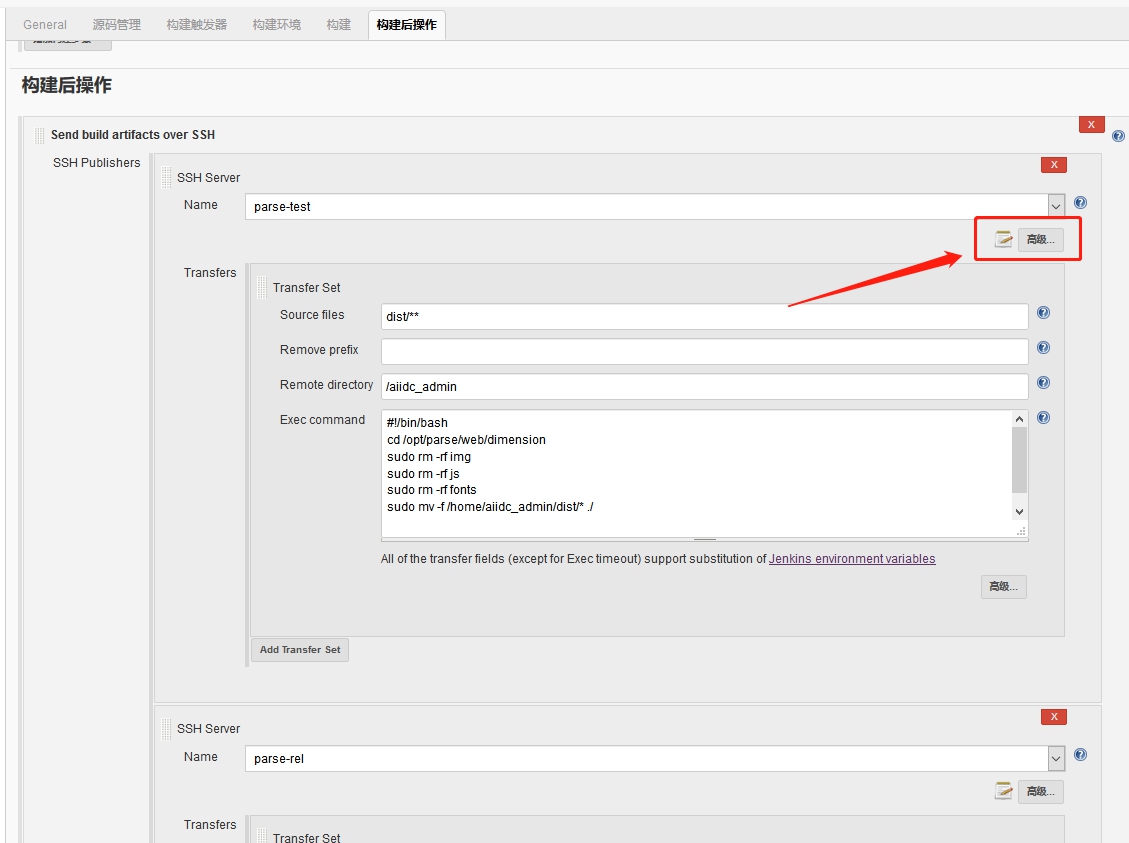 General 源码管理 构建触发器 构建环境 构建 构建后操作
构建后操作
Send build artifacts over SSH
X
SSH Publishers
SSH Server
X
Name
parse-test
高级...
Transfers
Transfer Set
Source files
dist/**
Remove prefix
Remote directory
/aiidc_admin
Exec command
#!/bin/bash
cd /opt/parse/web/dimension
sudo rm -rf img
sudo rm -rf js
sudo rm -rf fonts
sudo mv -f /home/aiidc_admin/dist/* ./
All of the transfer fields (except for Exec timeout) support substitution of Jenkins environment variables
高级...
Add Transfer Set
SSH Server
X
Name
parse-rel
高级...
Transfers
Transfer Set